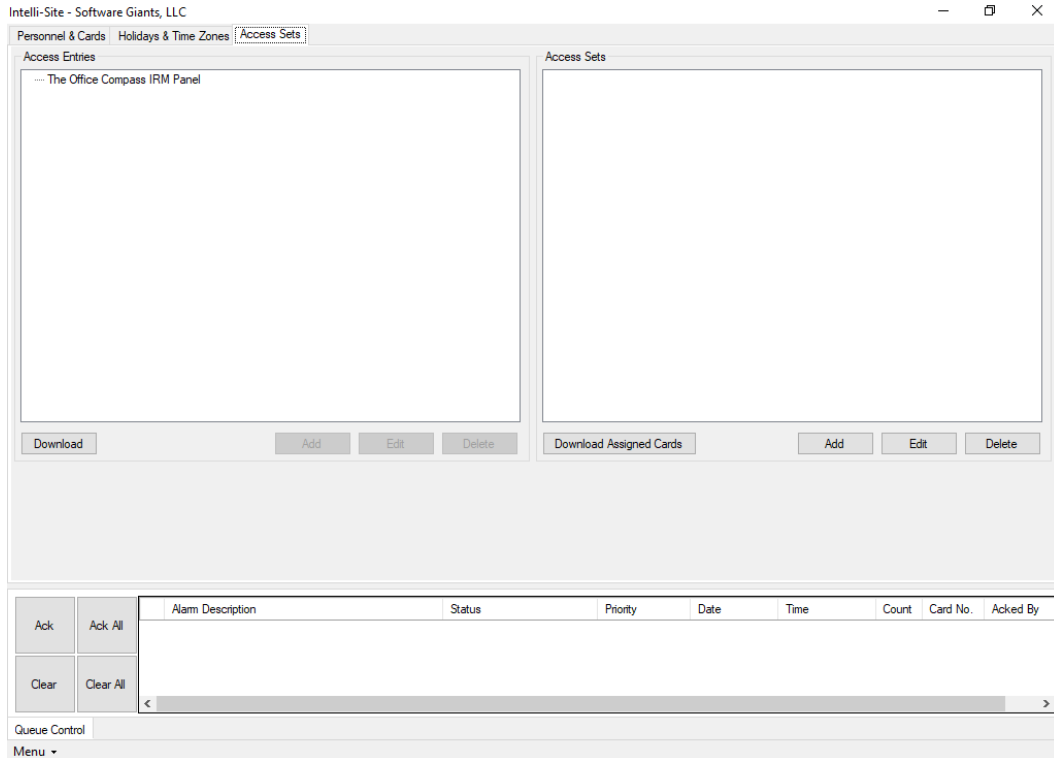 Intelli-Site - Software Giants, LLC
Personnel & Cards Holidays & Time Zones Access Sets
Access Entries
The Office Compass IRM Panel
Download Add Edit Delete
Access Sets
Download Assigned Cards Add Edit Delete
Ack Ack All
Clear Clear All
Alarm Description Status Priority Date Time Count Card No. Acked By
Queue Control
Menu